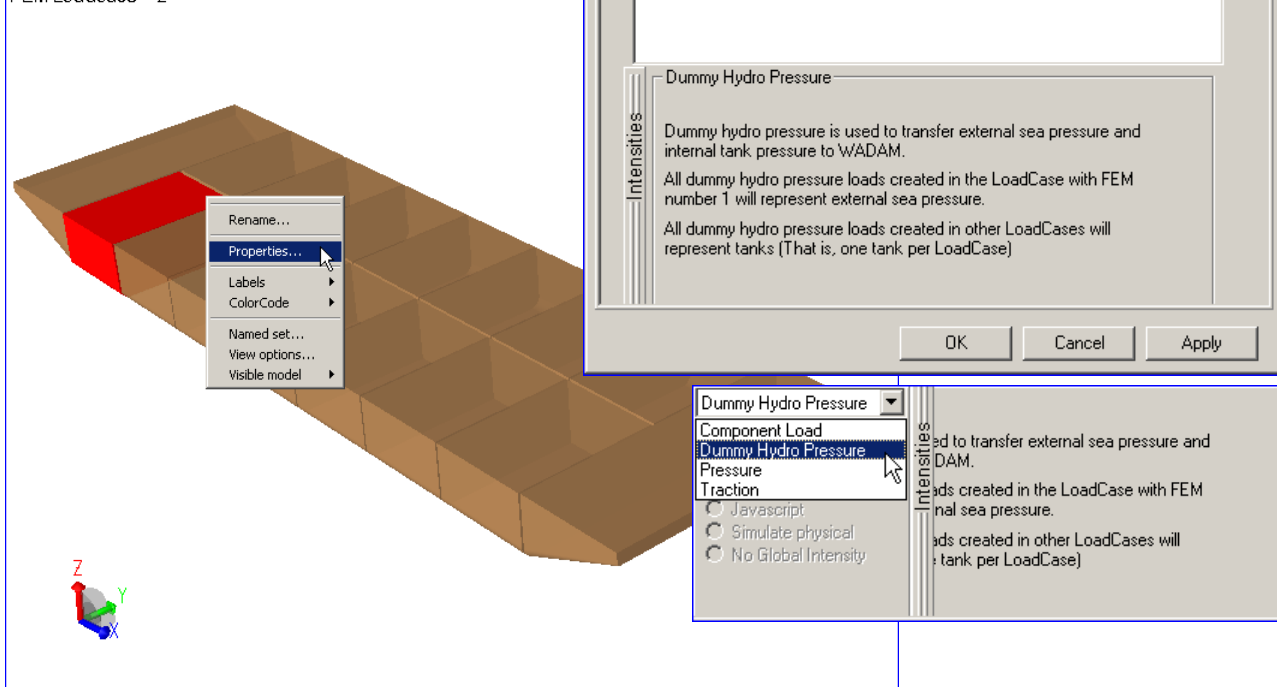 FEM Loadcase = 2
Dummy Hydro Pressure
Intensities
Dummy hydro pressure is used to transfer external sea pressure and
internal tank pressure to WADAM.
All dummy hydro pressure loads created in the LoadCase with FEM
number 1 will represent external sea pressure.
All dummy hydro pressure loads created in other LoadCases will
represent tanks (That is, one tank per LoadCase)
OK Cancel Apply
Rename...
Properties...
Labels
ColorCode
Named set...
View options...
Visible model
Dummy Hydro Pressure
Component Load
Dummy Hydro Pressure
Pressure
Traction
Javascript
Simulate physical
No Global Intensity
Intensities
ed to transfer external sea pressure and
DAM.
ads created in the LoadCase with FEM
nal sea pressure.
ads created in other LoadCases will
tank per LoadCase)
Z
Y
X